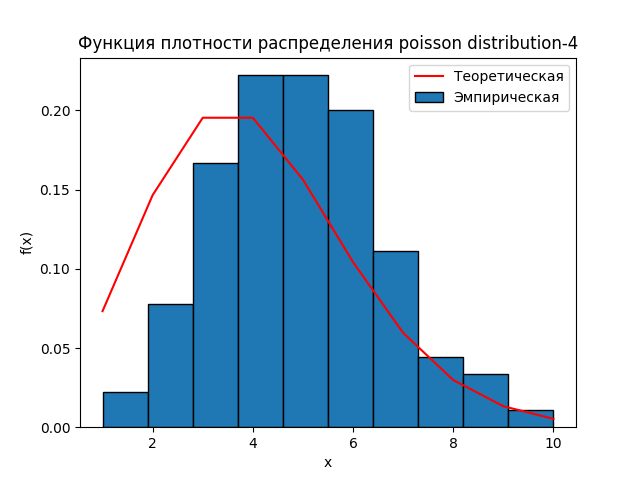 Функция плотности распределения poisson distribution-4
Теоретическая
Эмпирическая
0.20
0.15
0.10
0.05
0.00
f(x)
2
4
6
8
10
x